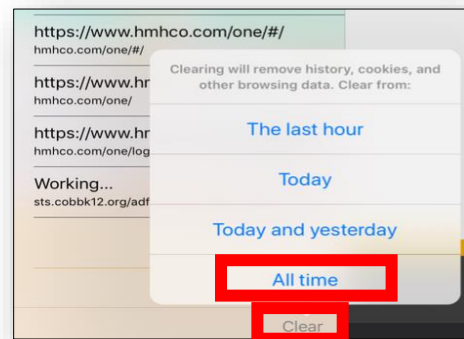 https://www.hmhco.com/one/#/
hmhco.com/one/#/
https://www.hr
hmhco.com/one/
https://www.hr
hmhco.com/one/log
Working...
sts.cobbk12.org/adf
Clearing will remove history, cookies, and
other browsing data. Clear from:
The last hour
Today
Today and yesterday
All time
Clear